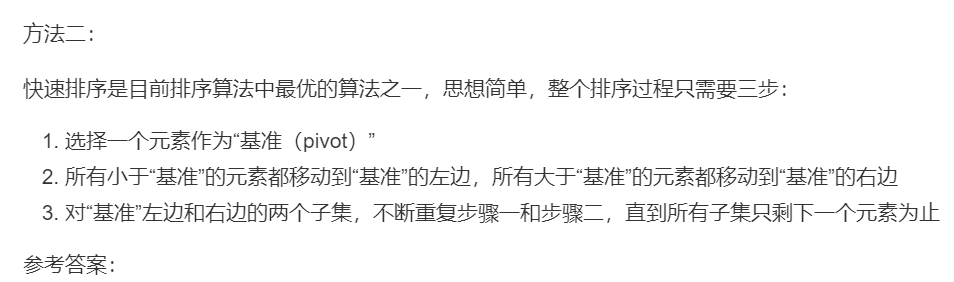 方法二：
快速排序是目前排序算法中最优的算法之一，思想简单，整个排序过程只需要三步：
1. 选择一个元素作为“基准（pivot）”
2. 所有小于“基准”的元素都移动到“基准”的左边，所有大于“基准”的元素都移动到“基准”的右边
3. 对“基准”左边和右边的两个子集，不断重复步骤一和步骤二，直到所有子集只剩下一个元素为止
参考答案：